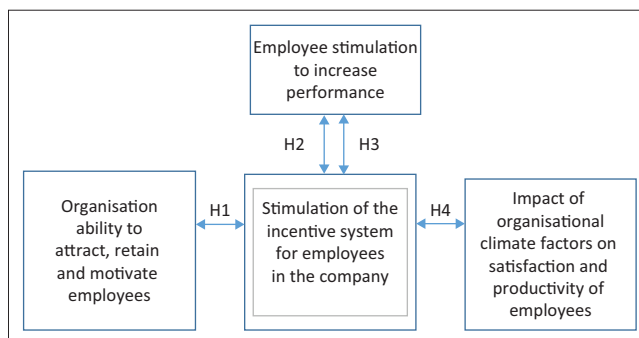 Employee stimulation
to increase
performance
H2
H3
Organisation
ability to
attract, retain
and motivate
employees
H1
Stimulation of the
incentive system
for employees
in the company
H4
Impact of
organisational
climate factors on
satisfaction and
productivity of
employees